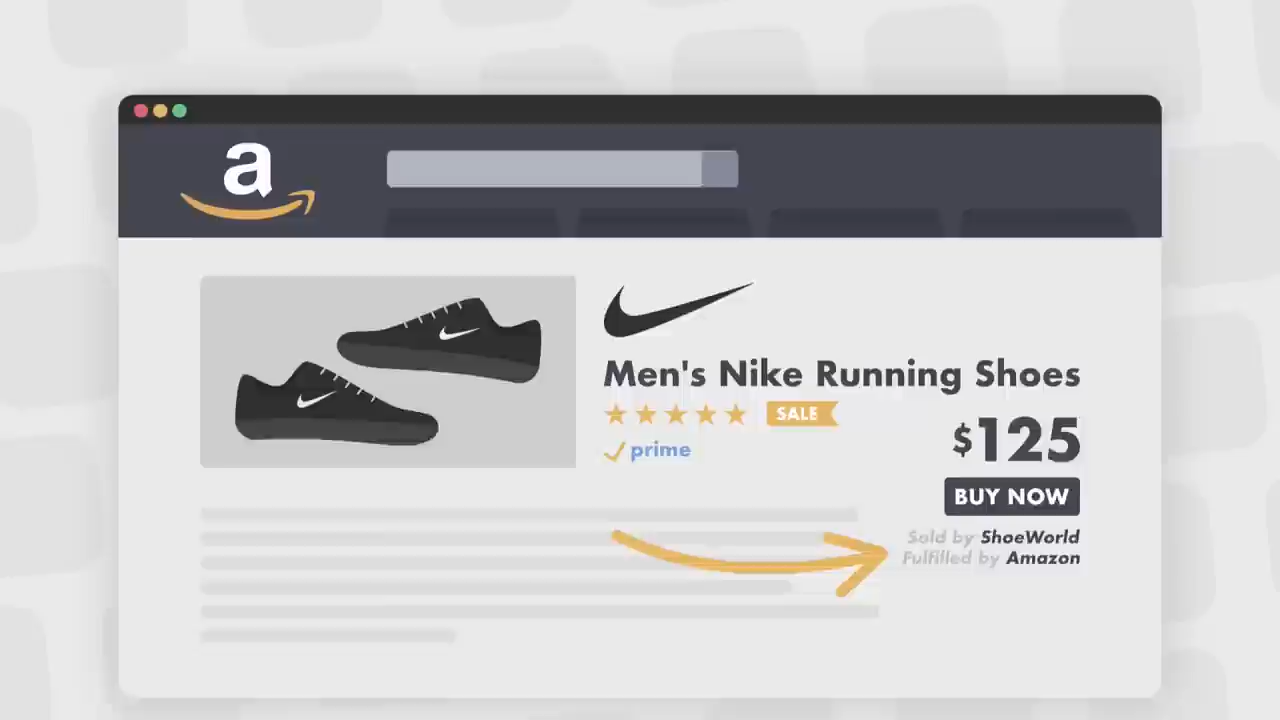 a
Men's Nike Running Shoes
SALE
prime
$125
BUY NOW
Sold by ShoeWorld
Fulfilled by Amazon